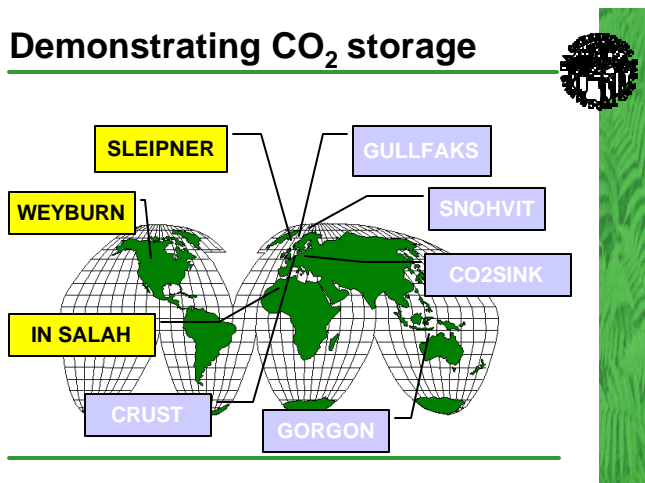 Demonstrating CO2 storage
SLEIPNER
GULLFAKS
WEYBURN
SNOHVIT
CO2SINK
IN SALAH
CRUST
GORGON